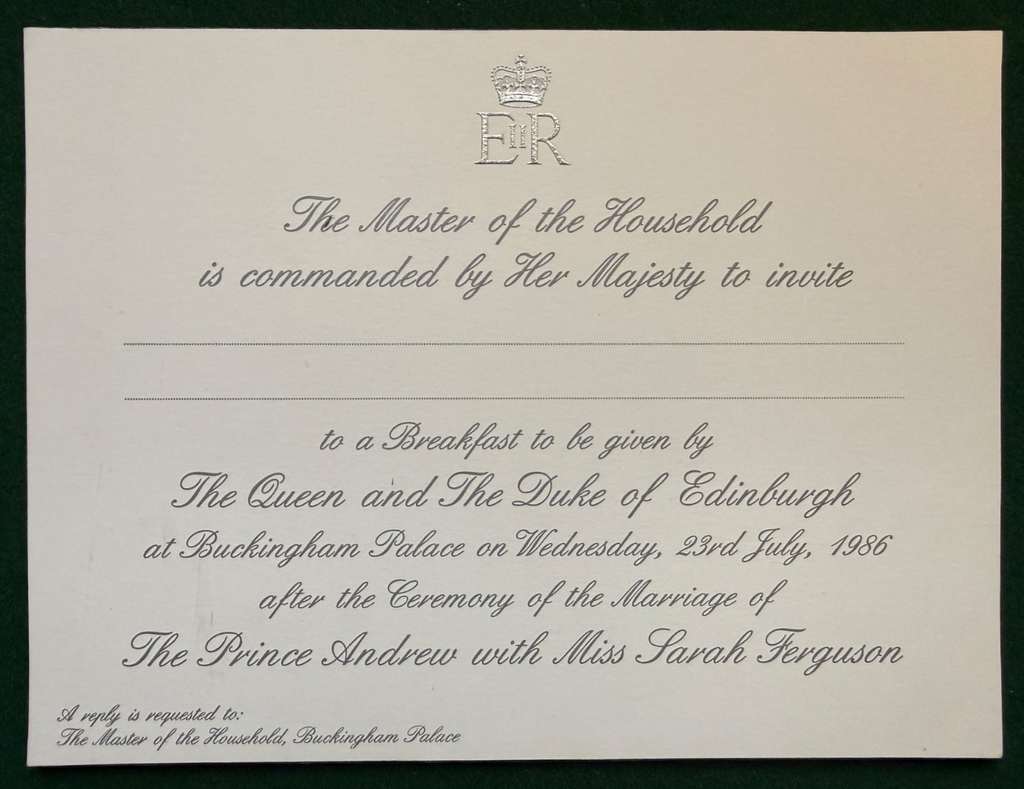 EIIR
The Master of the Household
is commanded by Her Majesty to invite
to a Breakfast to be given by
The Queen and The Duke of Edinburgh
at Buckingham Palace on Wednesday, 23rd July, 1986
after the Ceremony of the Marriage of
The Prince Andrew with Miss Sarah Ferguson
A reply is requested to:
The Master of the Household, Buckingham Palace